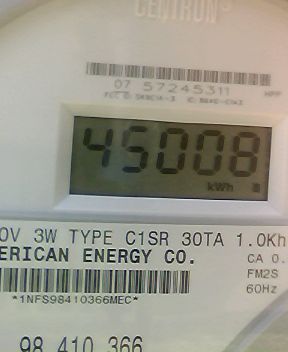 CENTRON®
07 57245311
45008
kWh
0V 3W TYPE C1SR 30TA 1.0Kh
ERICAN ENERGY CO.
CA 0.
FM2S
*1NFS98410366MEC*
60Hz
98 410 366